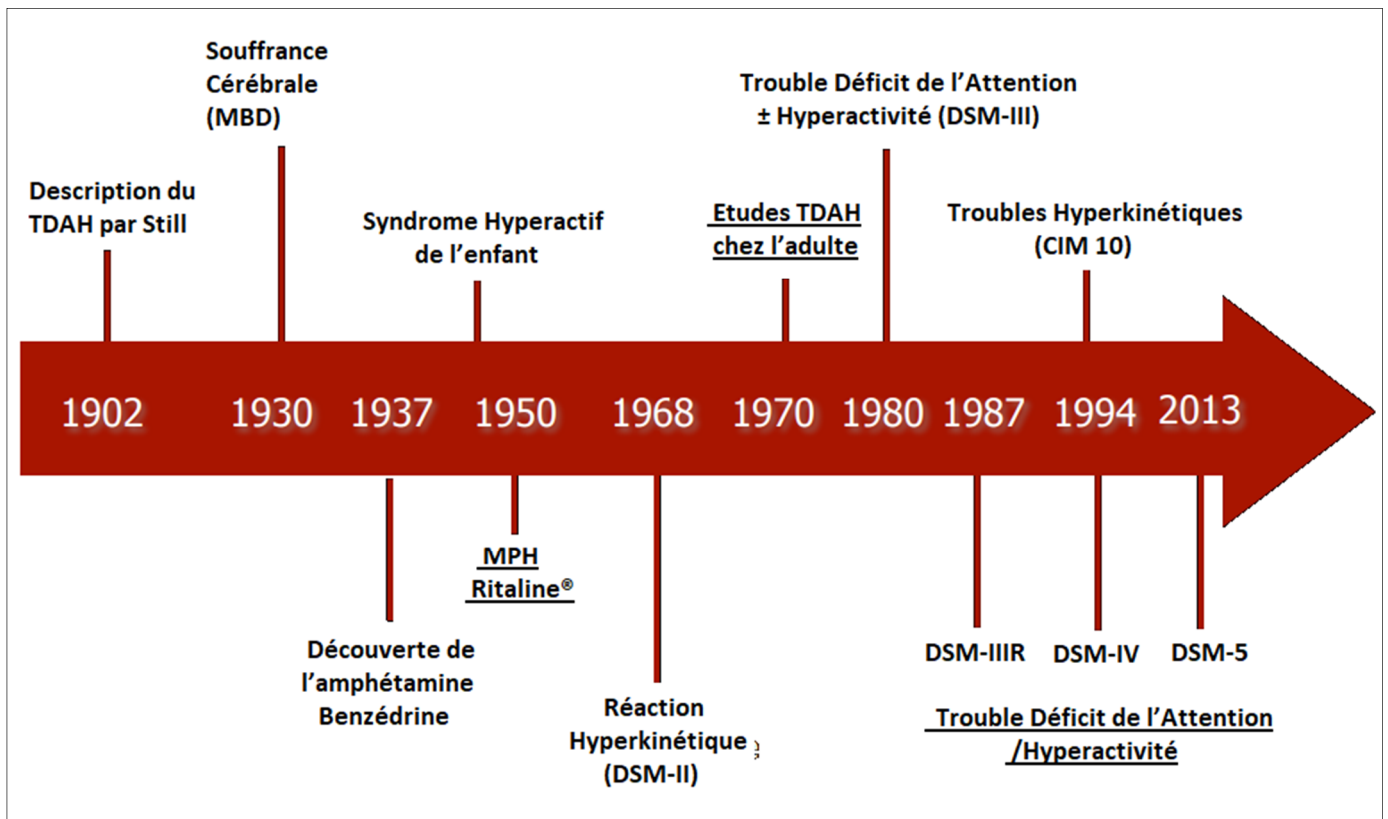 Souffrance
Cérébrale
(MBD)
Trouble Déficit de l’Attention
± Hyperactivité (DSM-III)
Description du
TDAH par Still
Syndrome Hyperactif
de l’enfant
Etudes TDAH
chez l’adulte
Troubles Hyperkinétiques
(CIM 10)
1902 1930 1937 1950 1968 1970 1980 1987 1994 2013
MPH
Ritaline®
Découverte de
l’amphétamine
Benzédrine
Réaction
Hyperkinétique
(DSM-II)
DSM-IIIR DSM-IV DSM-5
Trouble Déficit de l’Attention
/Hyperactivité